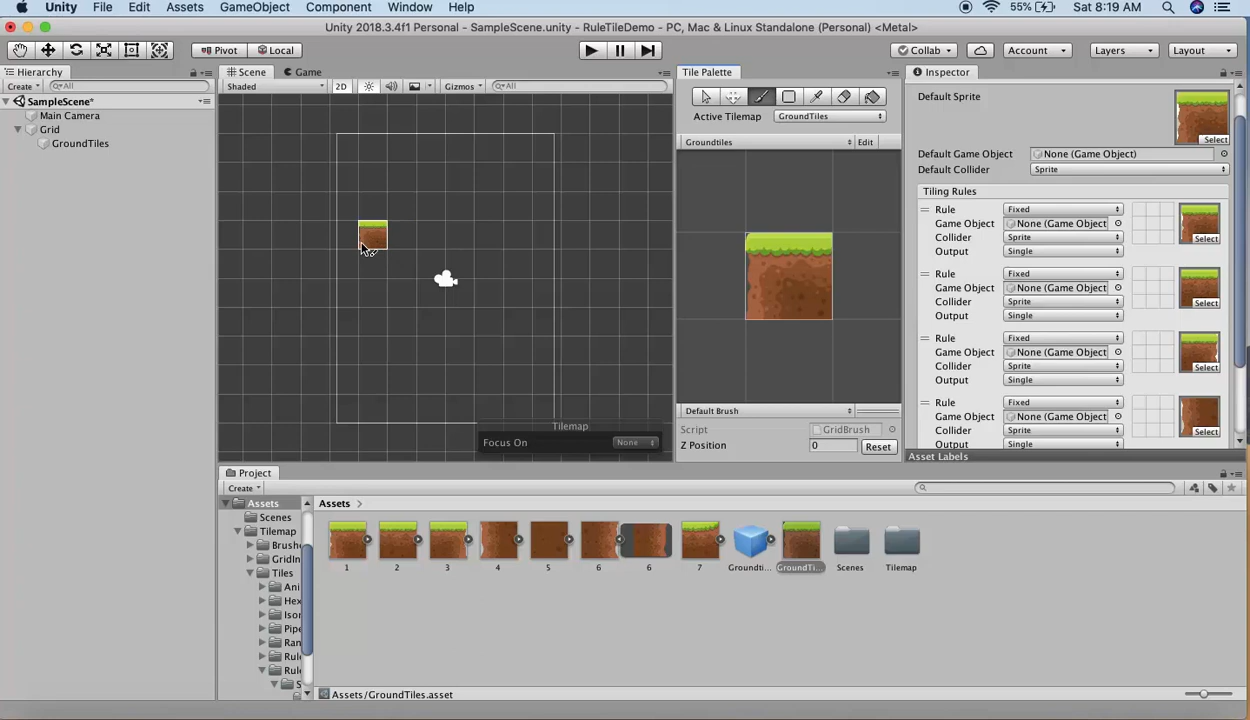 Unity File Edit Assets GameObject Component Window Help 55% Sat 8:19 AM
Unity 2018.3.4f1 Personal - SampleScene.unity - RuleTileDemo - PC, Mac & Linux Standalone (Personal) <Metal>
Pivot Local Collab Account Layers Layout
Hierarchy
Create All
SampleScene*
Main Camera
Grid
GroundTiles
Scene Game
Shaded 2D Gizmos All
Tilemap
Focus On None
Tile Palette
Active Tilemap GroundTiles
Groundtiles Edit
Default Brush
Script GridBrush
Z Position 0 Reset
Inspector
Default Sprite
Select
Default Game Object None (Game Object)
Default Collider Sprite
Tiling Rules
Rule Fixed
Game Object None (Game Object
Collider Sprite Select
Output Single
Rule Fixed
Game Object None (Game Object
Collider Sprite Select
Output Single
Rule Fixed
Game Object None (Game Object
Collider Sprite Select
Output Single
Rule Fixed
Game Object None (Game Object
Collider Sprite Select
Output Single
Asset Labels
Project
Create
Assets
Scenes
Tilemap
Brush
GridIn
Tiles
Ani
Hex
Isor
Pipe
Ran
Rule
Rule
S
Assets
1 2 3 4 5 6 6 7 Groundti... GroundTi... Scenes Tilemap
Assets/GroundTiles.asset